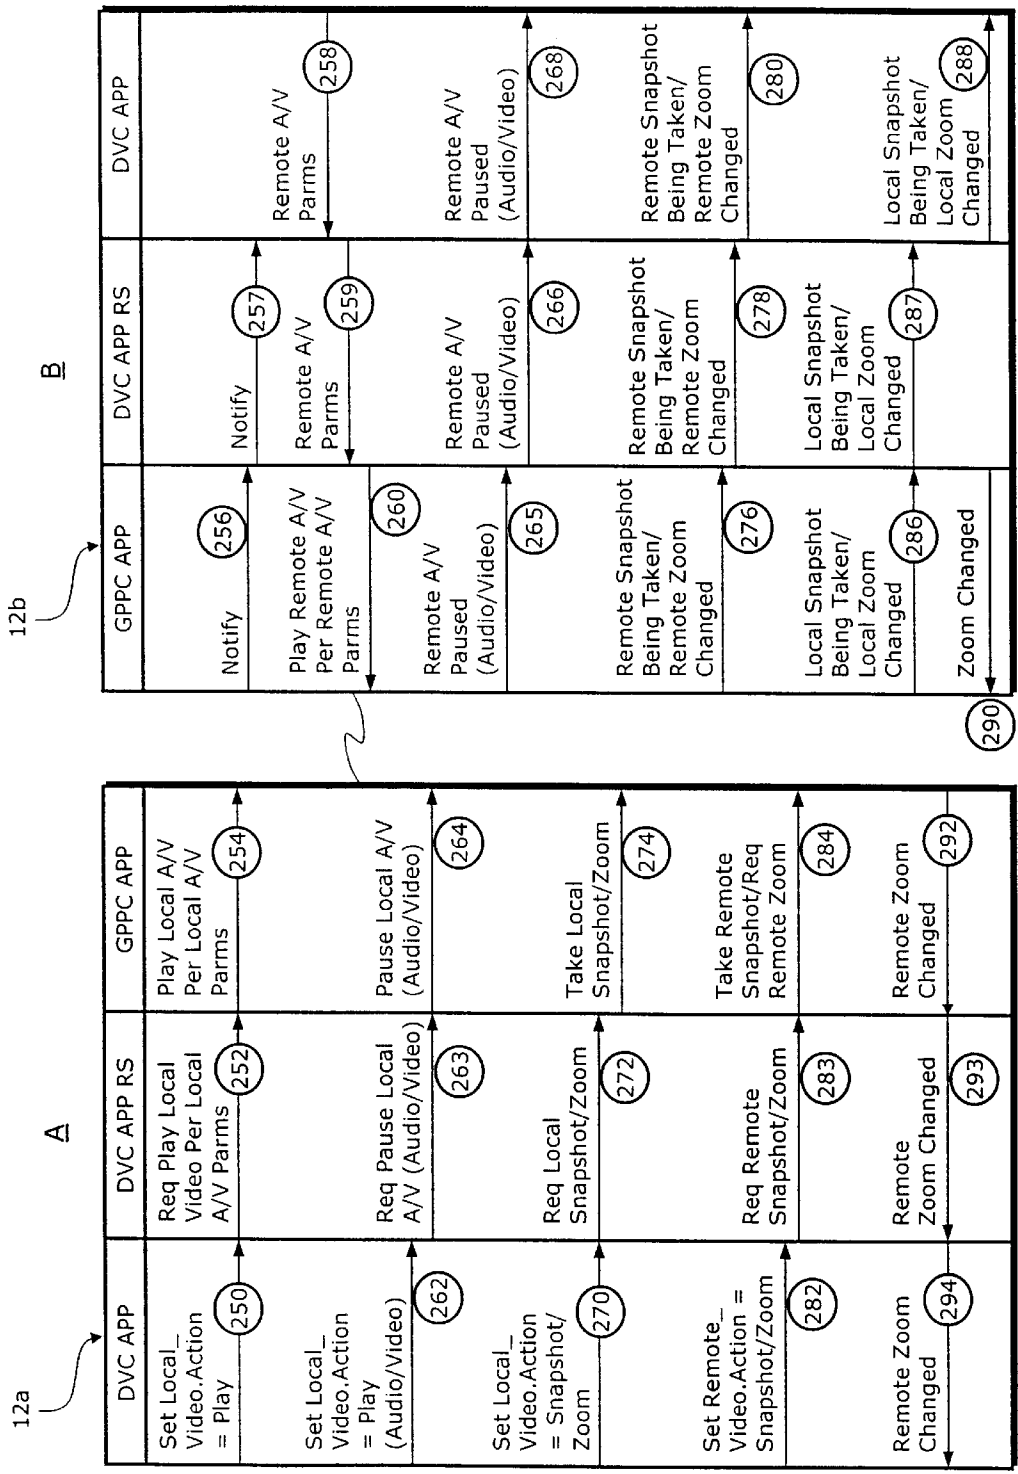 12a
A
DVC APP
DVC APP RS
GPPC APP
Set Local_
Video.Action
= Play
250
Req Play Local
Video Per Local
A/V Parms
252
Play Local A/V
Per Local A/V
Parms
254
Set Local_
Video.Action
= Play
(Audio/Video)
262
Req Pause Local
A/V (Audio/Video)
263
Pause Local A/V
(Audio/Video)
264
Set Local_
Video.Action
= Snapshot/
Zoom
270
Req Local
Snapshot/Zoom
272
Take Local
Snapshot/Zoom
274
Set Remote_
Video.Action =
Snapshot/Zoom
282
Req Remote
Snapshot/Zoom
283
Take Remote
Snapshot/Req
Remote Zoom
284
Remote Zoom
Changed
294
Remote
Zoom Changed
293
Remote Zoom
Changed
292
12b
B
GPPC APP
DVC APP RS
DVC APP
Notify
256
Notify
257
Remote A/V
Parms
258
Play Remote A/V
Per Remote A/V
Parms
260
Remote A/V
Parms
259
Remote A/V
Paused
(Audio/Video)
265
Remote A/V
Paused
(Audio/Video)
266
Remote A/V
Paused
(Audio/Video)
268
Remote Snapshot
Being Taken/
Remote Zoom
Changed
276
Remote Snapshot
Being Taken/
Remote Zoom
Changed
278
Remote Snapshot
Being Taken/
Remote Zoom
Changed
280
Local Snapshot
Being Taken/
Local Zoom
Changed
286
Local Snapshot
Being Taken/
Local Zoom
Changed
287
Local Snapshot
Being Taken/
Local Zoom
Changed
288
Zoom Changed
290